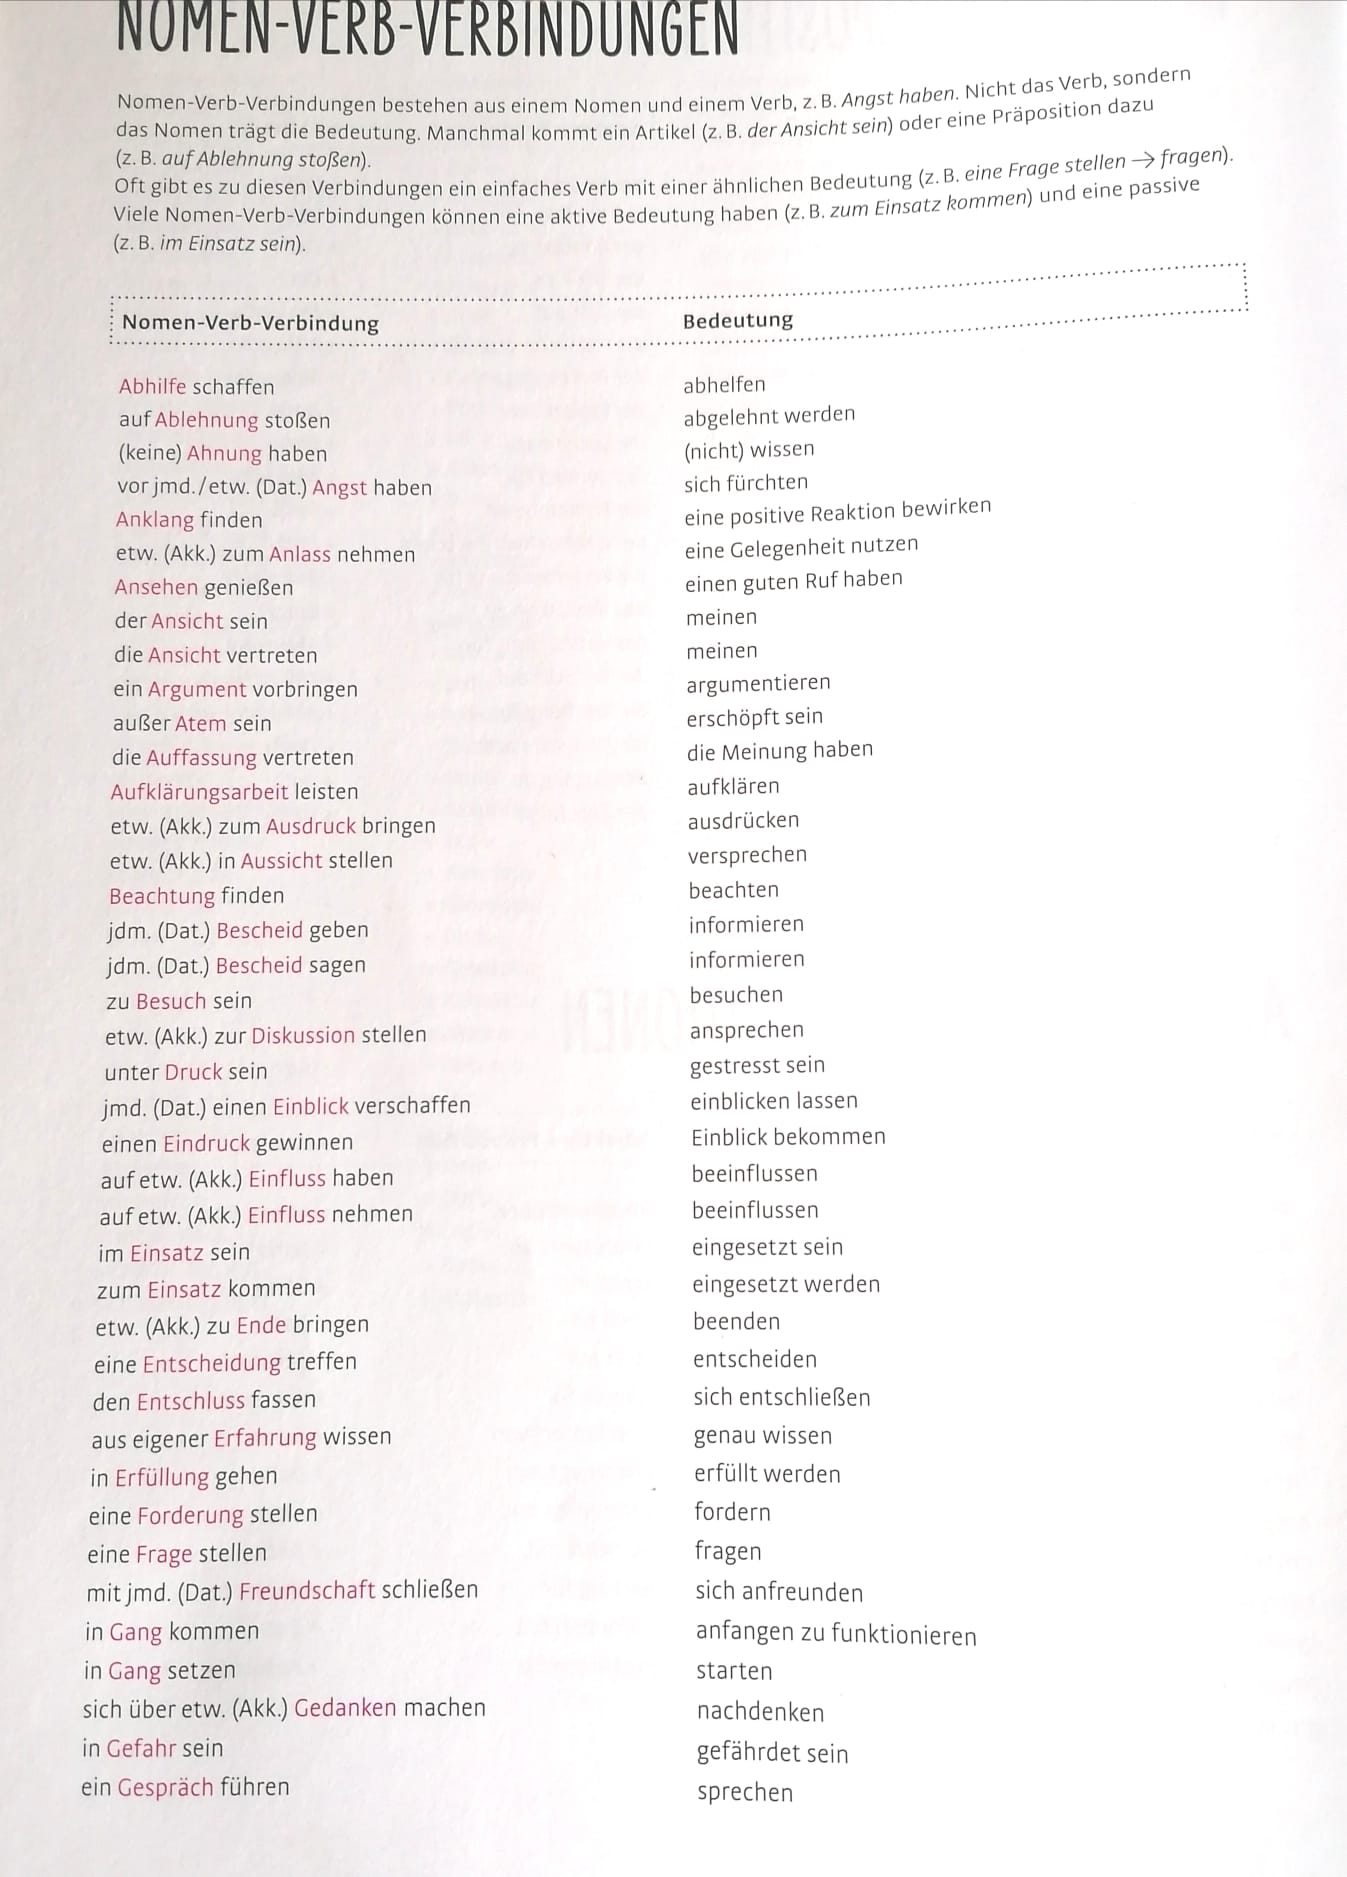 NOMEN-VERB-VERBINDUNGEN
Nomen-Verb-Verbindungen bestehen aus einem Nomen und einem Verb, z. B. Angst haben. Nicht das Verb, sondern
das Nomen trägt die Bedeutung. Manchmal kommt ein Artikel (z. B. der Ansicht sein) oder eine Präposition dazu
(z. B. auf Ablehnung stoßen).
Oft gibt es zu diesen Verbindungen ein einfaches Verb mit einer ähnlichen Bedeutung (z. B. eine Frage stellen → fragen).
Viele Nomen-Verb-Verbindungen können eine aktive Bedeutung haben (z. B. zum Einsatz kommen) und eine passive
(z. B. im Einsatz sein).
Nomen-Verb-Verbindung Bedeutung
Abhilfe schaffen abhelfen
auf Ablehnung stoßen abgelehnt werden
(keine) Ahnung haben (nicht) wissen
vor jmd./etw. (Dat.) Angst haben sich fürchten
Anklang finden eine positive Reaktion bewirken
etw. (Akk.) zum Anlass nehmen eine Gelegenheit nutzen
Ansehen genießen einen guten Ruf haben
der Ansicht sein meinen
die Ansicht vertreten meinen
ein Argument vorbringen argumentieren
außer Atem sein erschöpft sein
die Auffassung vertreten die Meinung haben
Aufklärungsarbeit leisten aufklären
etw. (Akk.) zum Ausdruck bringen ausdrücken
etw. (Akk.) in Aussicht stellen versprechen
Beachtung finden beachten
jdm. (Dat.) Bescheid geben informieren
jdm. (Dat.) Bescheid sagen informieren
zu Besuch sein besuchen
etw. (Akk.) zur Diskussion stellen ansprechen
unter Druck sein gestresst sein
jmd. (Dat.) einen Einblick verschaffen einblicken lassen
einen Eindruck gewinnen Einblick bekommen
auf etw. (Akk.) Einfluss haben beeinflussen
auf etw. (Akk.) Einfluss nehmen beeinflussen
im Einsatz sein eingesetzt sein
zum Einsatz kommen eingesetzt werden
etw. (Akk.) zu Ende bringen beenden
eine Entscheidung treffen entscheiden
den Entschluss fassen sich entschließen
aus eigener Erfahrung wissen genau wissen
in Erfüllung gehen erfüllt werden
eine Forderung stellen fordern
eine Frage stellen fragen
mit jmd. (Dat.) Freundschaft schließen sich anfreunden
in Gang kommen anfangen zu funktionieren
in Gang setzen starten
sich über etw. (Akk.) Gedanken machen nachdenken
in Gefahr sein gefährdet sein
ein Gespräch führen sprechen